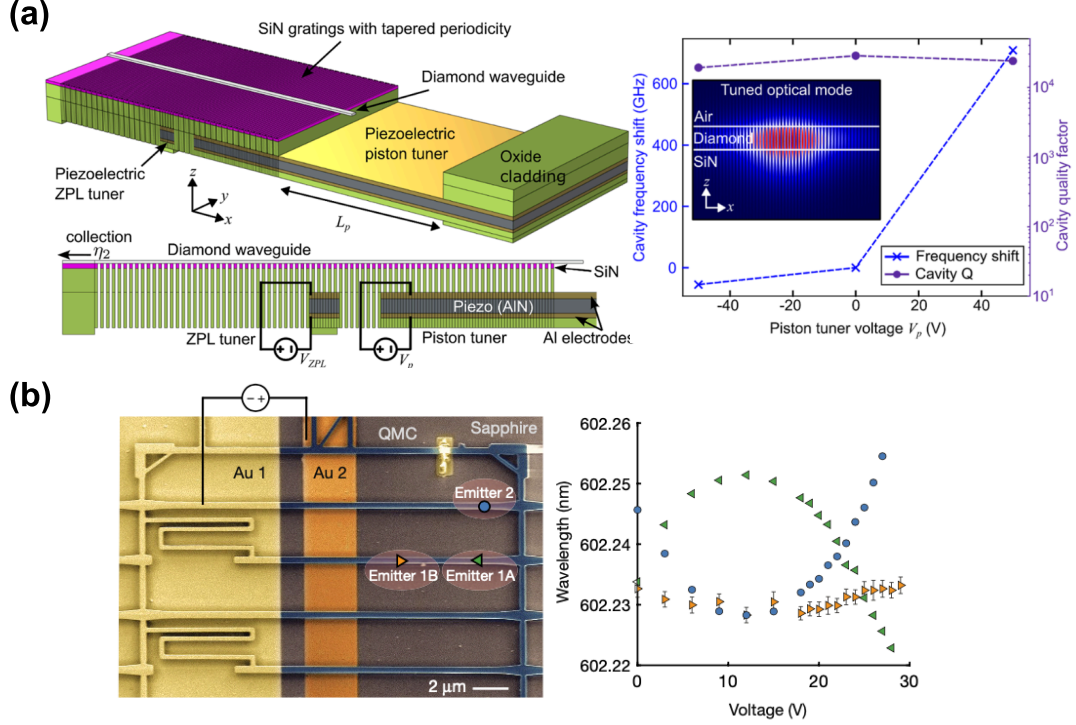 (a)
SiN gratings with tapered periodicity
Diamond waveguide
Piezoelectric
piston tuner
Oxide
cladding
Piezoelectric
ZPL tuner
z
y
x
Lp
collection
η2
Diamond waveguide
SiN
Piezo (AlN)
ZPL tuner
VZPL
Vp
Piston tuner
Al electrodes
Cavity frequency shift (GHz)
600
400
200
0
Tuned optical mode
Air
Diamond
SiN
z
x
Frequency shift
Cavity Q
10^4
10^3
10^2
10^1
Cavity quality factor
-40 -20 0 20 40
Piston tuner voltage Vp (V)
(b)
- +
QMC
Sapphire
Au 1
Au 2
Emitter 2
Emitter 1B
Emitter 1A
2 μm
Wavelength (nm)
602.26
602.25
602.24
602.23
602.22
0 10 20 30
Voltage (V)